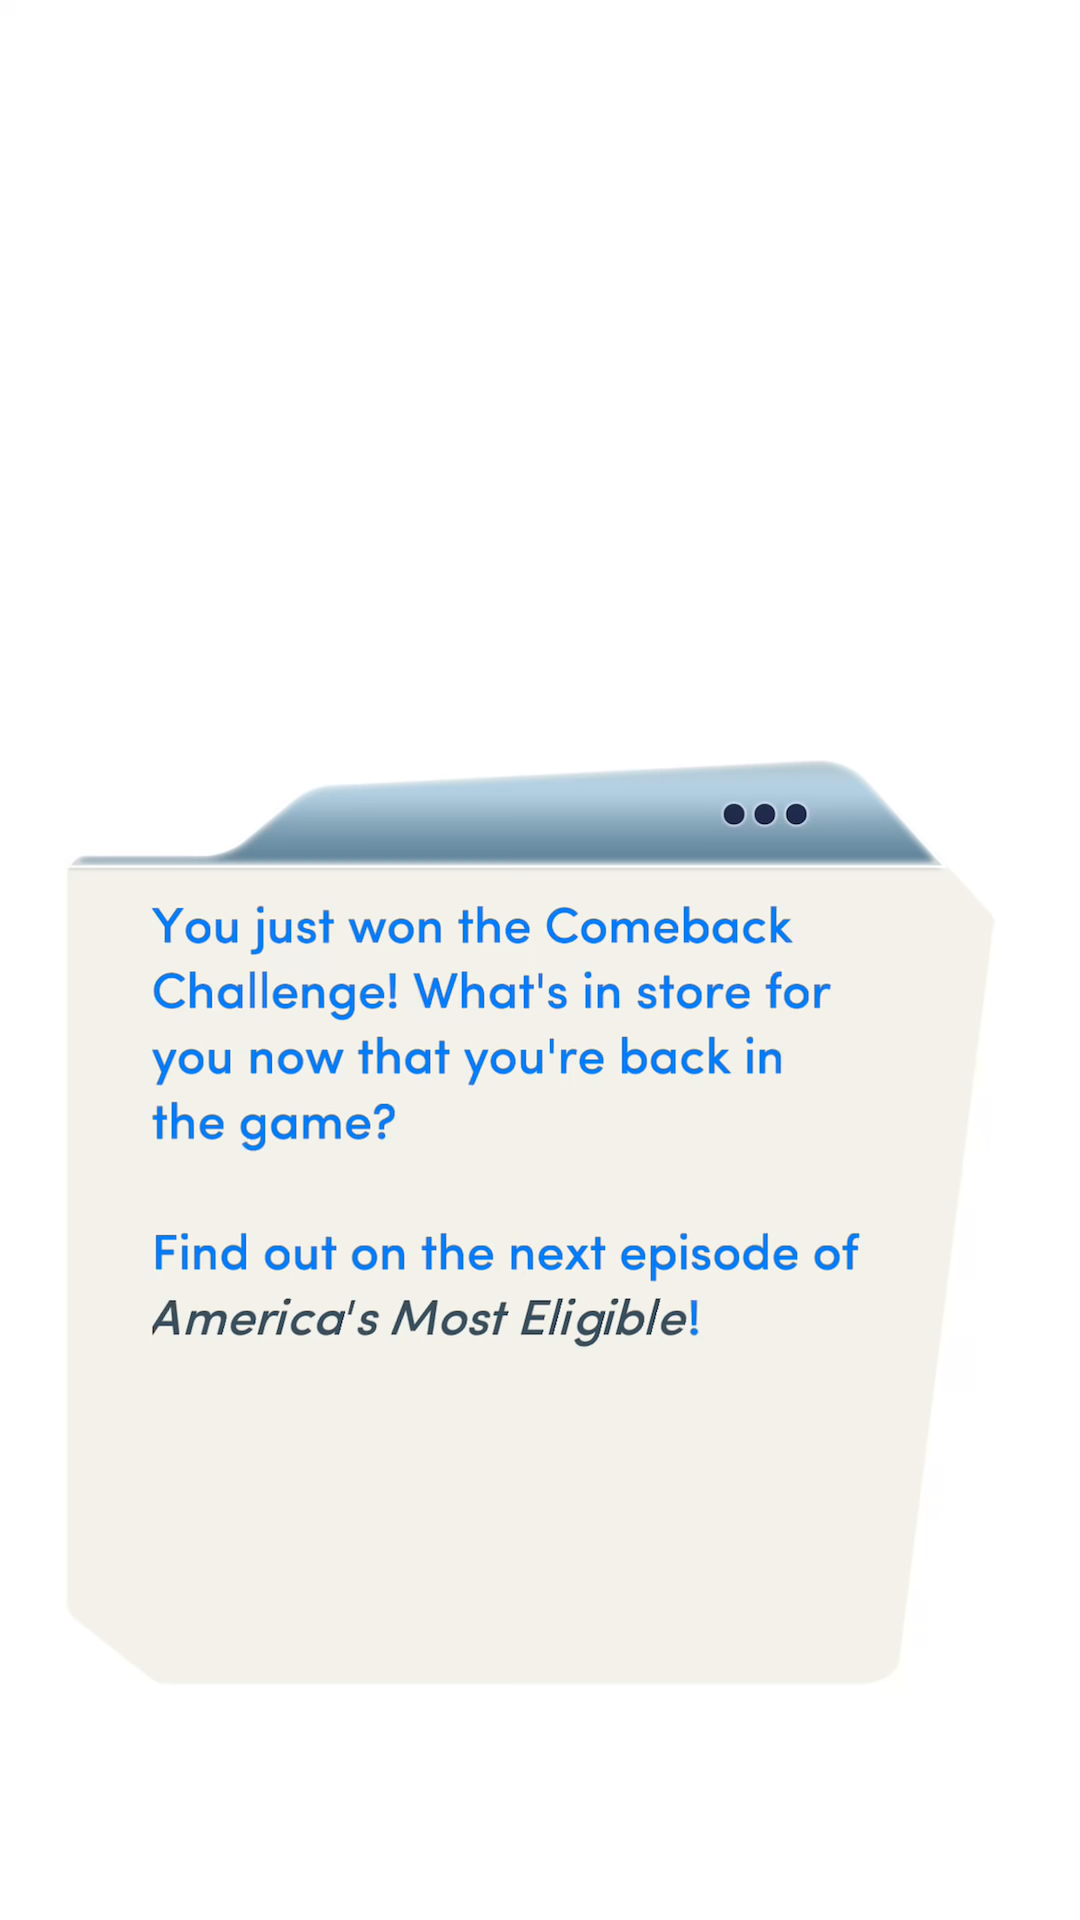 You just won the Comeback
Challenge! What's in store for
you now that you're back in
the game?
Find out on the next episode of
America's Most Eligible!